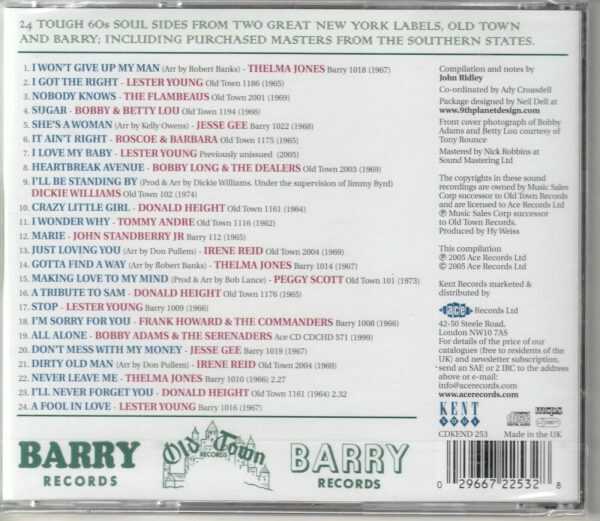 24 TOUGH 60s SOUL SIDES FROM TWO GREAT NEW YORK LABELS, OLD TOWN
AND BARRY; INCLUDING PURCHASED MASTERS FROM THE SOUTHERN STATES.
1. I WON'T GIVE UP MY MAN (Arr by Robert Banks) - THELMA JONES Barry 1018 (1967)
2. I GOT THE RIGHT - LESTER YOUNG Old Town 1186 (1965)
3. NOBODY KNOWS - THE FLAMBEAUS Old Town 2001 (1969)
4. SUGAR - BOBBY & BETTY LOU Old Town 1194 (1966)
5. SHE'S A WOMAN (Arr by Kelly Owens) - JESSE GEE Barry 1022 (1968)
6. IT AIN'T RIGHT - ROSCOE & BARBARA Old Town 1175 (1965)
7. I LOVE MY BABY - LESTER YOUNG Previously unissued (2005)
8. HEARTBREAK AVENUE - BOBBY LONG & THE DEALERS Old Town 2003 (1969)
9. I'LL BE STANDING BY (Prod & Arr by Dickie Williams. Under the supervision of Jimmy Byrd)
DICKIE WILLIAMS Old Town 102 (1974)
10. CRAZY LITTLE GIRL - DONALD HEIGHT Old Town 1161 (1964)
11. I WONDER WHY - TOMMY ANDRE Old Town 1116 (1962)
12. MARIE - JOHN STANDBERRY JR Barry 112 (1965)
13. JUST LOVING YOU (Arr by Don Pullem) - IRENE REID Old Town 2004 (1969)
14. GOTTA FIND A WAY (Arr by Robert Banks) - THELMA JONES Barry 1014 (1967)
15. MAKING LOVE TO MY MIND (Prod & Arr by Bob Lance) - PEGGY SCOTT Old Town 101 (1973)
16. A TRIBUTE TO SAM - DONALD HEIGHT Old Town 1176 (1965)
17. STOP - LESTER YOUNG Barry 1009 (1966)
18. I'M SORRY FOR YOU - FRANK HOWARD & THE COMMANDERS Barry 1008 (1966)
19. ALL ALONE - BOBBY ADAMS & THE SERENADERS Ace CD CDCHD 571 (1999)
20. DON'T MESS WITH MY MONEY - JESSE GEE Barry 1019 (1967)
21. DIRTY OLD MAN (Arr by Don Pullem) - IRENE REID Old Town 2004 (1969)
22. NEVER LEAVE ME - THELMA JONES Barry 1010 (1966) 2.27
23. I'LL NEVER FORGET YOU - DONALD HEIGHT Old Town 1161 (1964) 2.32
24. A FOOL IN LOVE - LESTER YOUNG Barry 1016 (1967)
Compilation and notes by
John Ridley
Co-ordinated by Ady Croasdell
Package designed by Neil Dell at
www.9thplanetdesign.com
Front cover photograph of Bobby
Adams and Betty Lou courtesy of
Tony Bounce
Mastered by Nick Robbins at
Sound Mastering Ltd
The copyrights in these sound
recordings are owned by Music Sales
Corp successor to Old Town Records
and are licensed to Ace Records Ltd
℗ Music Sales Corp successor
to Old Town Records.
Produced by Hy Weiss
This compilation
℗ 2005 Ace Records Ltd
© 2005 Ace Records Ltd
Kent Records marketed &
distributed by
ACE Records Ltd
42-50 Steele Road,
London NW10 7AS
For details of the price of our
catalogues (free to residents of the
UK) and newsletter subscription,
send an SAE or 2 IRC to the address
above or e-mail:
info@acerecords.com
www.acerecords.com
KENT
SOUL
CDKEND 253 Made in the UK
BARRY
RECORDS
Old Town
RECORDS
BARRY
RECORDS
0 29667 22532 8